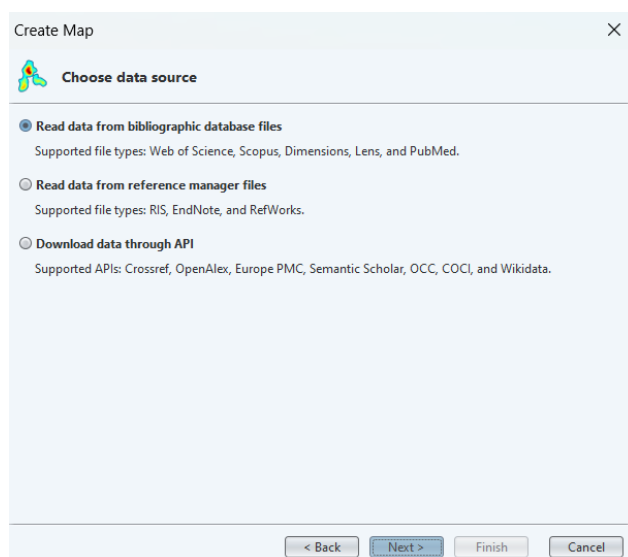 Create Map
Choose data source
Read data from bibliographic database files
Supported file types: Web of Science, Scopus, Dimensions, Lens, and PubMed.
Read data from reference manager files
Supported file types: RIS, EndNote, and RefWorks.
Download data through API
Supported APIs: Crossref, OpenAlex, Europe PMC, Semantic Scholar, OCC, COCI, and Wikidata.
< Back Next > Finish Cancel